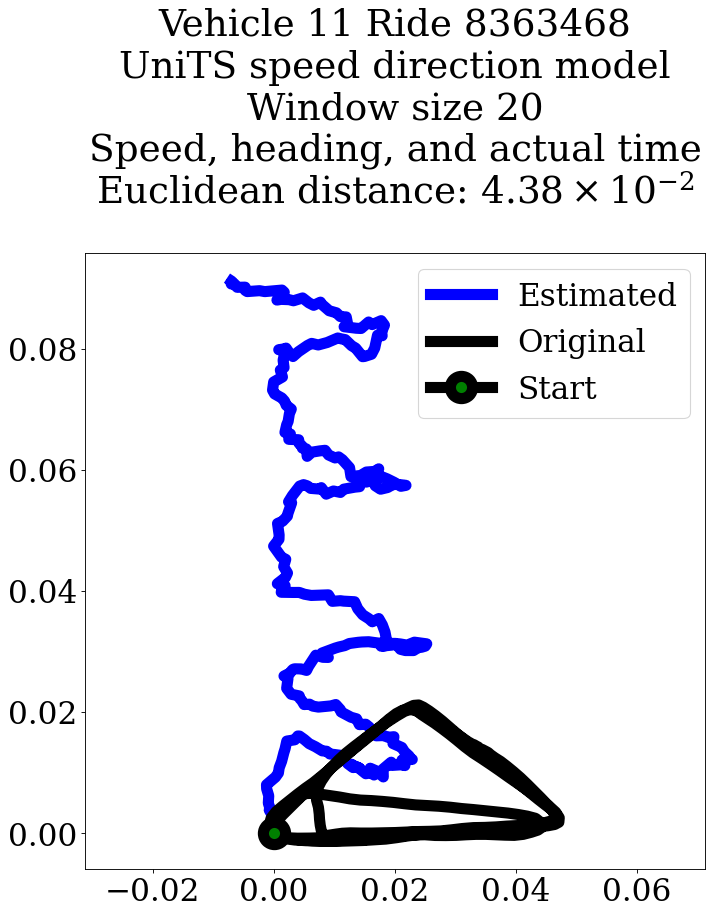 Vehicle 11 Ride 8363468
UniTS speed direction model
Window size 20
Speed, heading, and actual time
Euclidean distance: 4.38 × 10⁻²
Estimated
Original
Start
0.08
0.06
0.04
0.02
0.00
−0.02 0.00 0.02 0.04 0.06